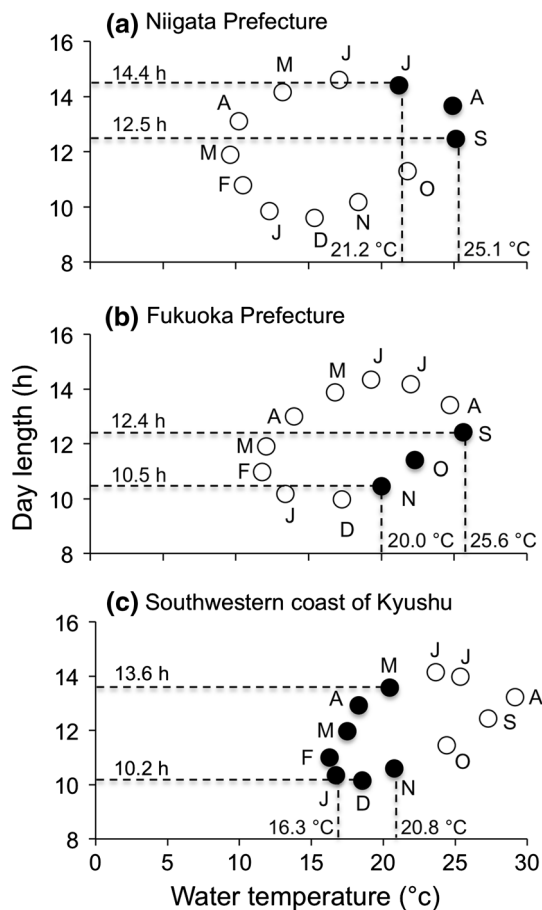 (a) Niigata Prefecture
16
14
12
10
8
14.4 h
12.5 h
M
J
J
A
A
S
M
F
O
J
D
N
21.2 °C
25.1 °C
(b) Fukuoka Prefecture
16
14
12
10
8
12.4 h
10.5 h
M
J
J
A
A
S
M
F
O
J
D
N
20.0 °C
25.6 °C
Day length (h)
(c) Southwestern coast of Kyushu
16
14
12
10
8
13.6 h
10.2 h
M
J
J
A
A
M
S
F
O
J
D
N
16.3 °C
20.8 °C
0
5
10
15
20
25
30
Water temperature (°c)